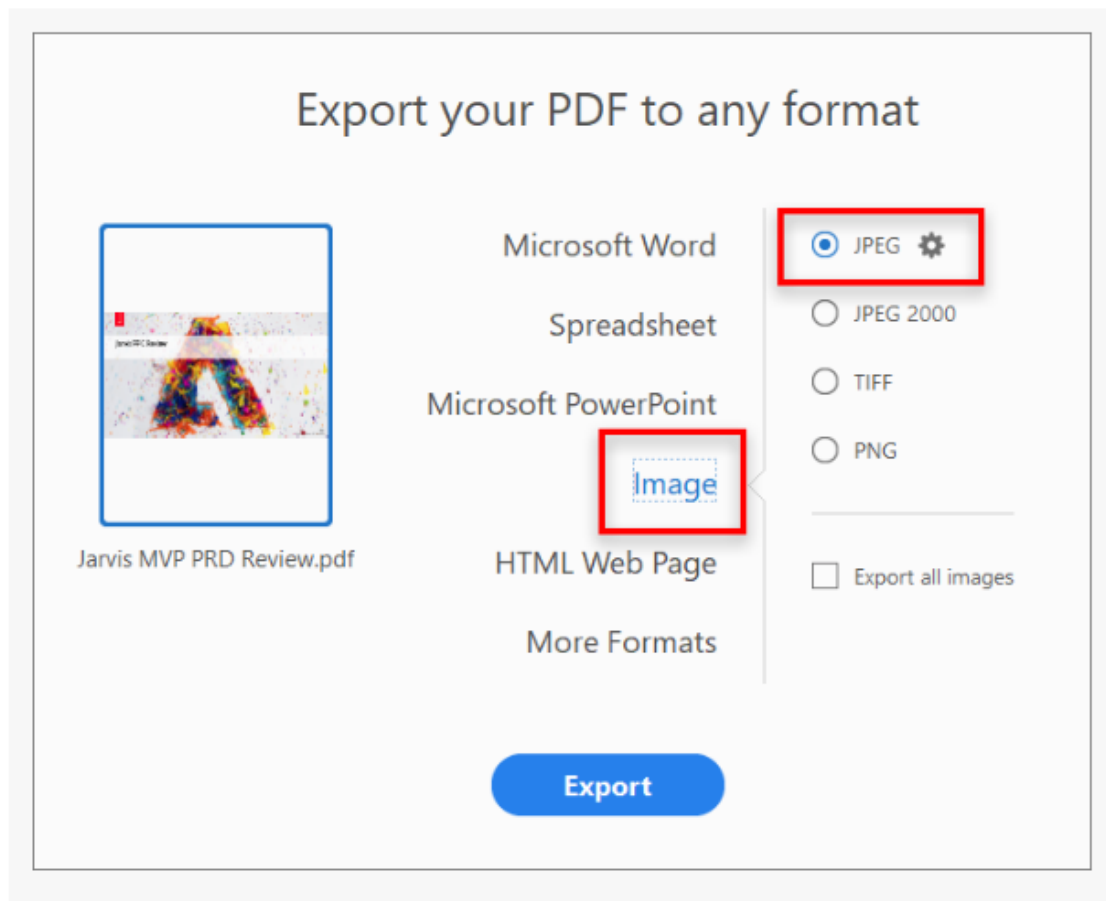 Export your PDF to any format
Microsoft Word
Spreadsheet
Microsoft PowerPoint
Image
HTML Web Page
More Formats
JPEG
JPEG 2000
TIFF
PNG
Export all images
Jarvis MVP PRD Review.pdf
Export